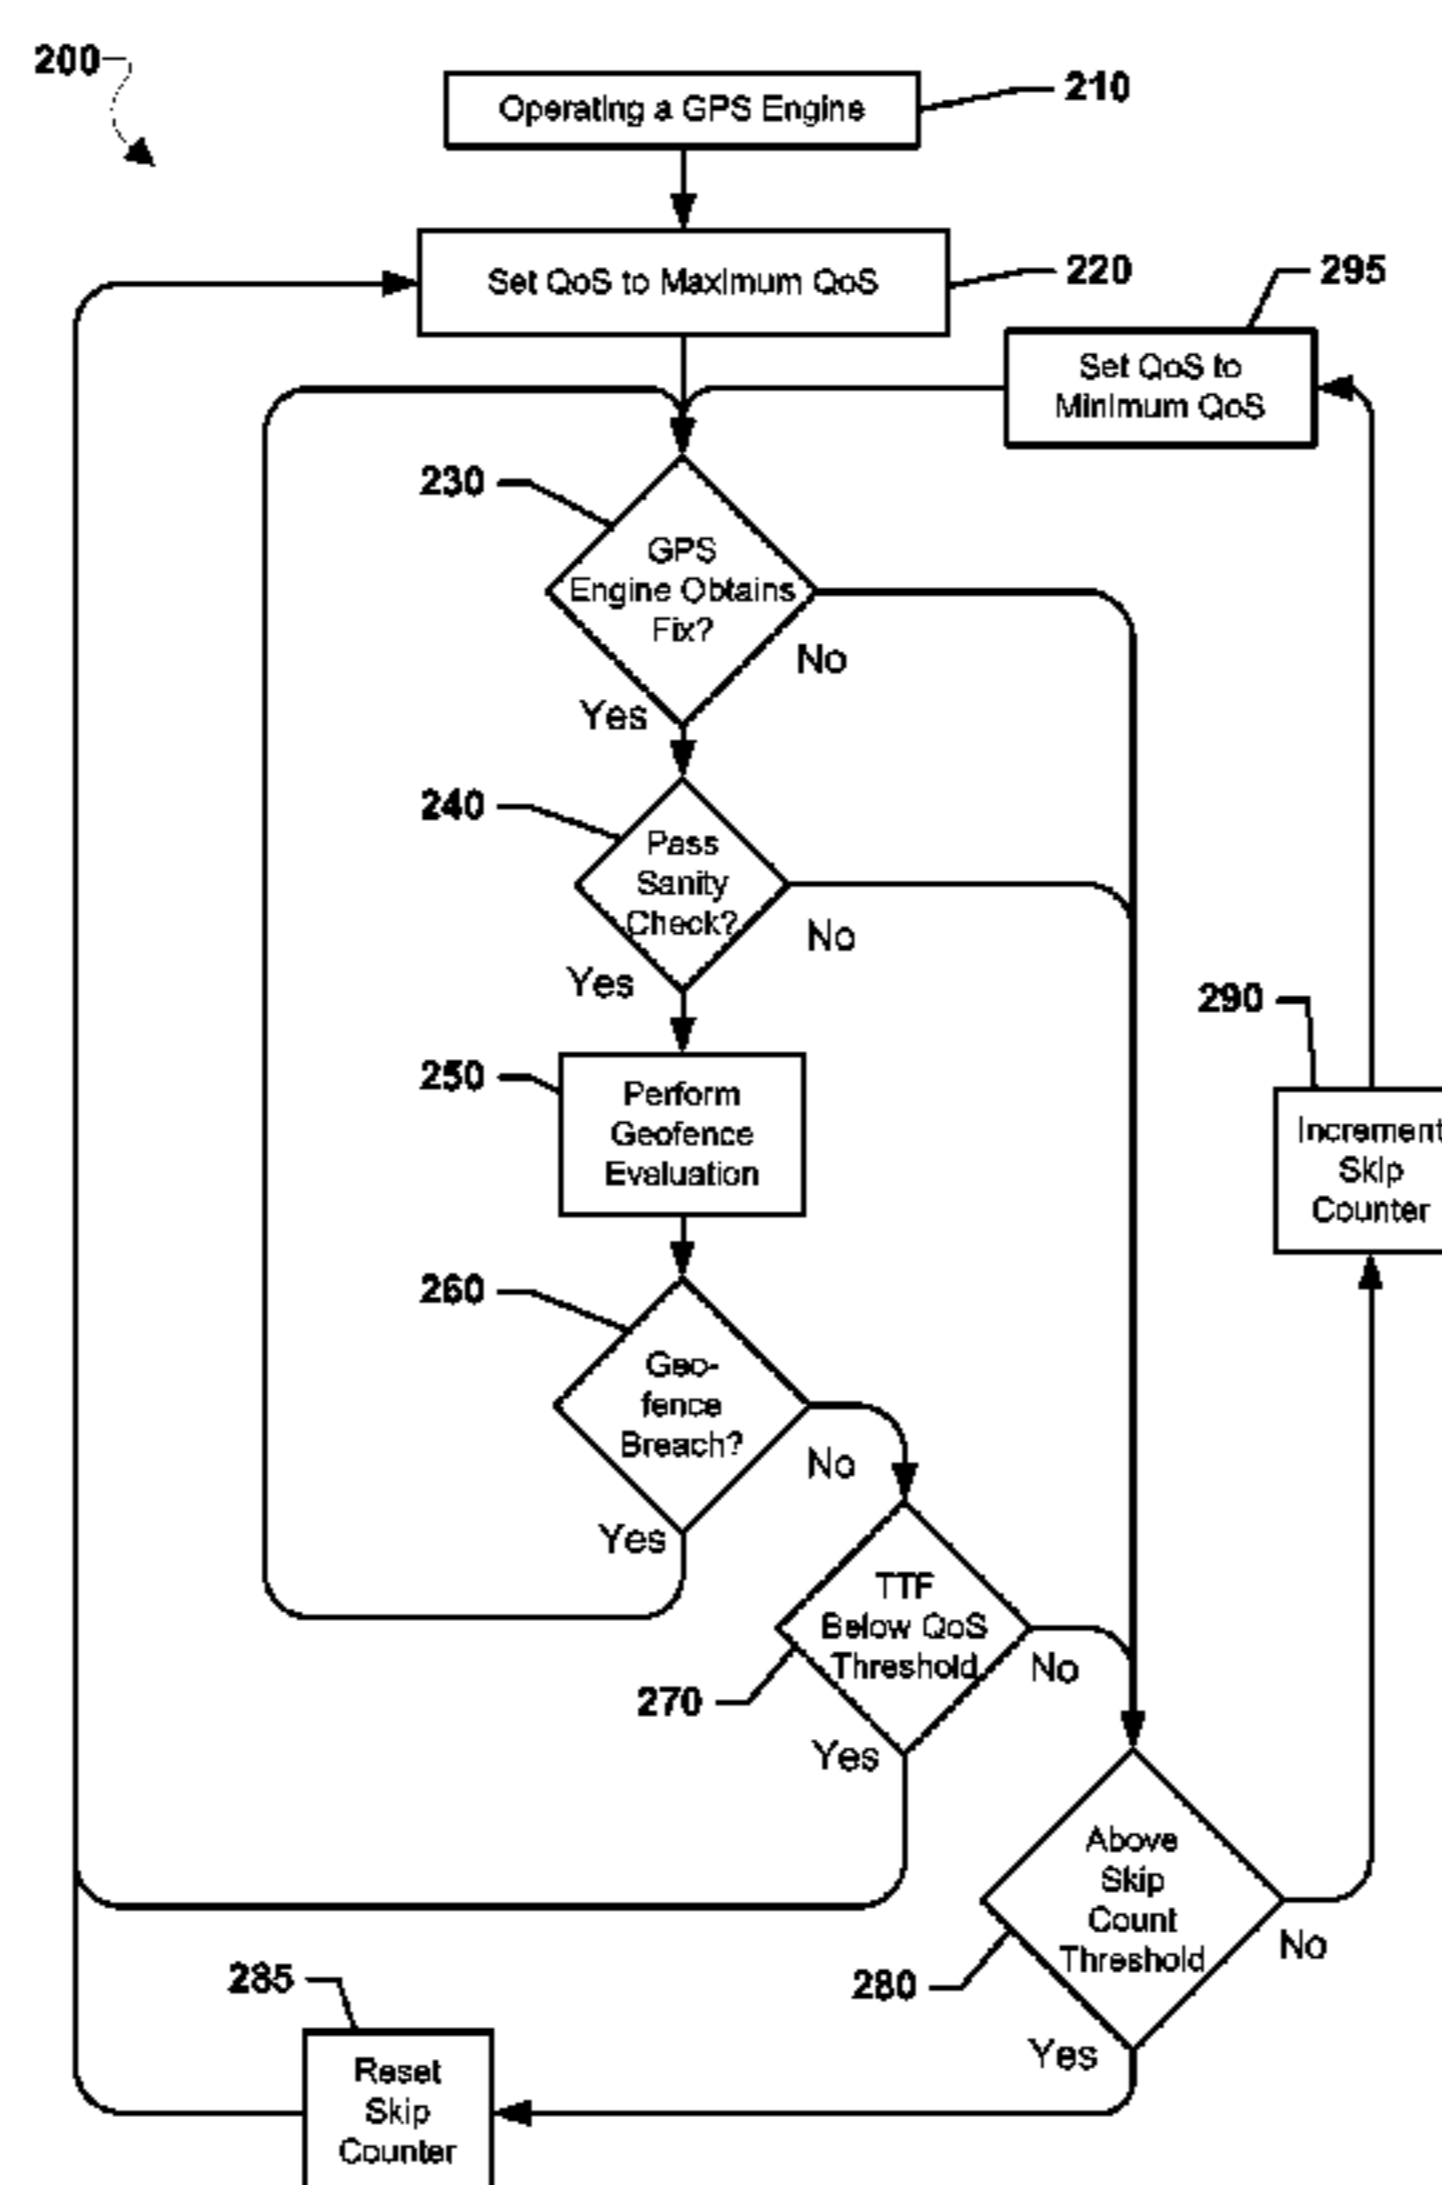 200
Operating a GPS Engine
210
Set QoS to Maximum QoS
220
295
Set QoS to
Minimum QoS
230
GPS
Engine Obtains
Fix?
No
Yes
240
Pass
Sanity
Check?
No
Yes
250
Perform
Geofence
Evaluation
290
Increment
Skip
Counter
260
Geo-
fence
Breach?
No
Yes
TTF
Below QoS
Threshold
No
270
Yes
Above
Skip
Count
Threshold
No
280
Yes
285
Reset
Skip
Counter